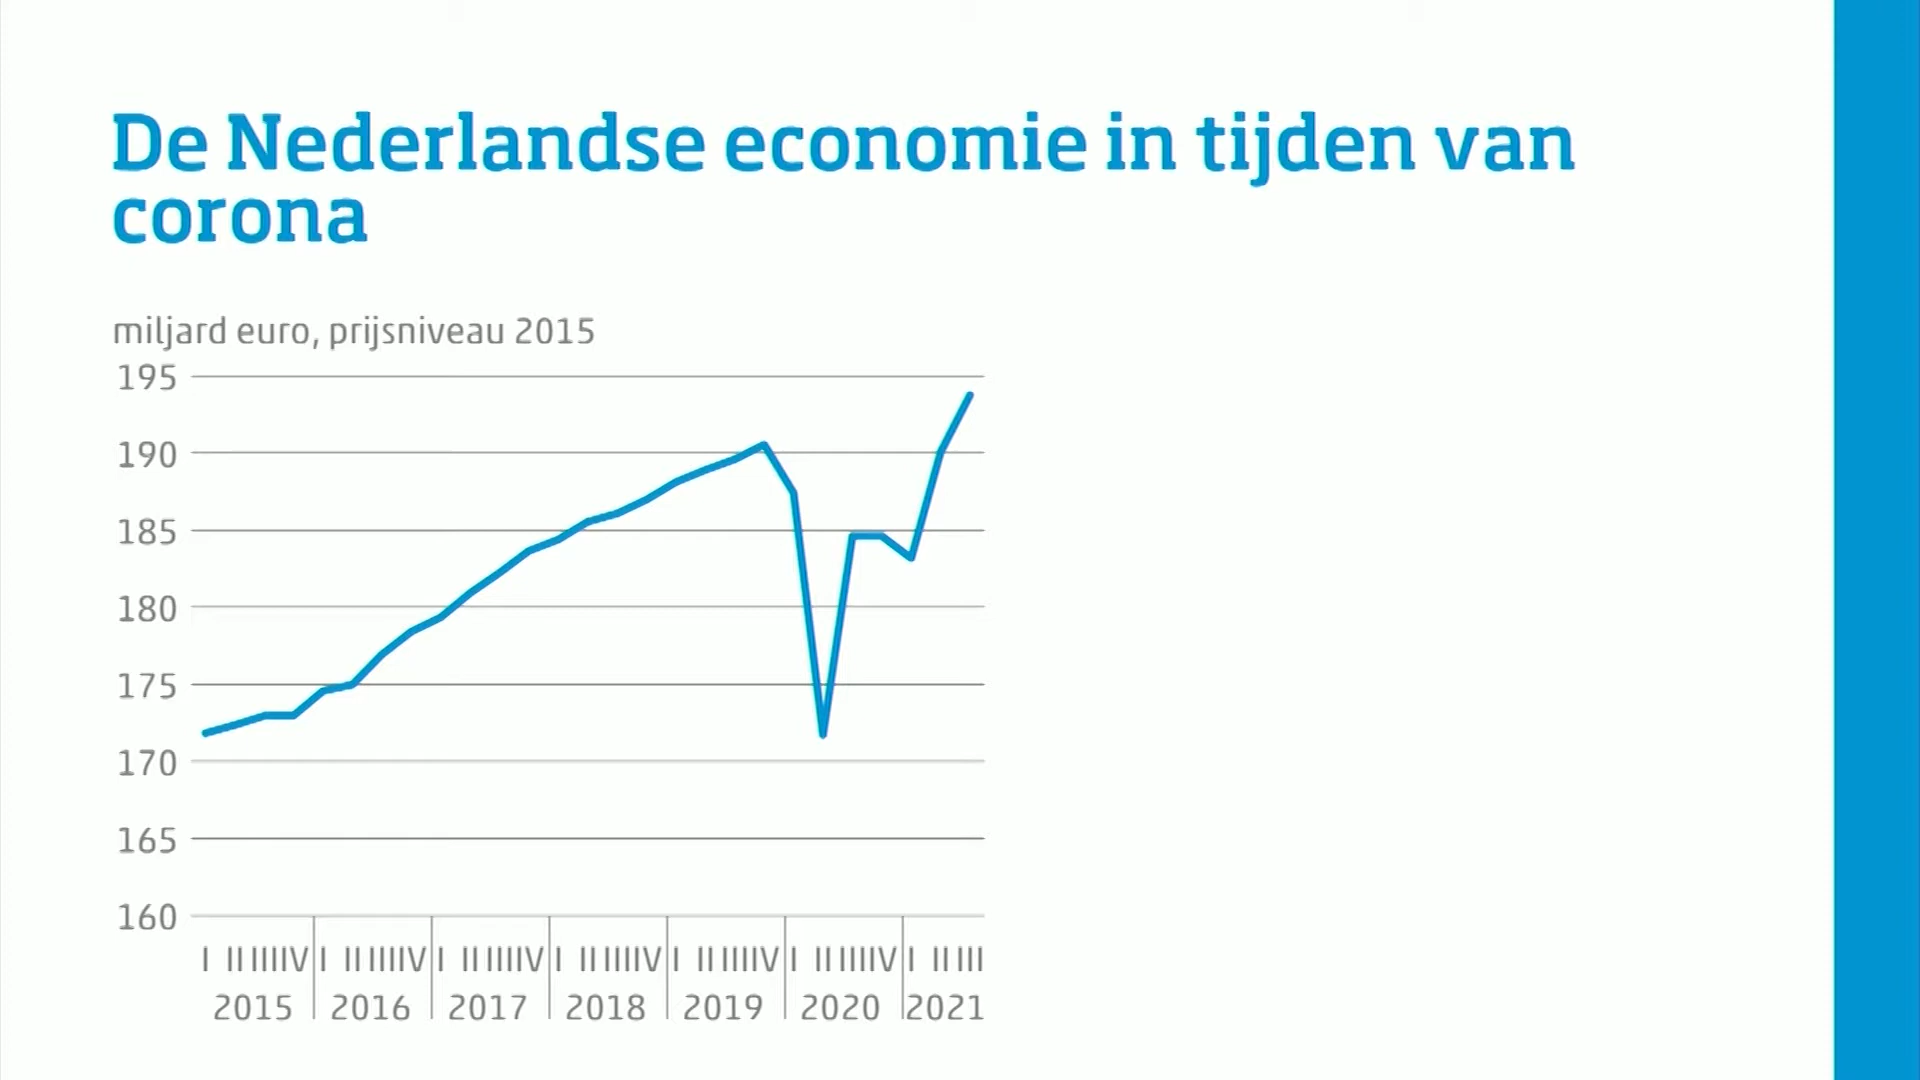 De Nederlandse economie in tijden van
corona
miljard euro, prijsniveau 2015
195
190
185
180
175
170
165
160
I II III IV I II III IV I II III IV I II III IV I II III IV I II III IV I II III
2015 2016 2017 2018 2019 2020 2021